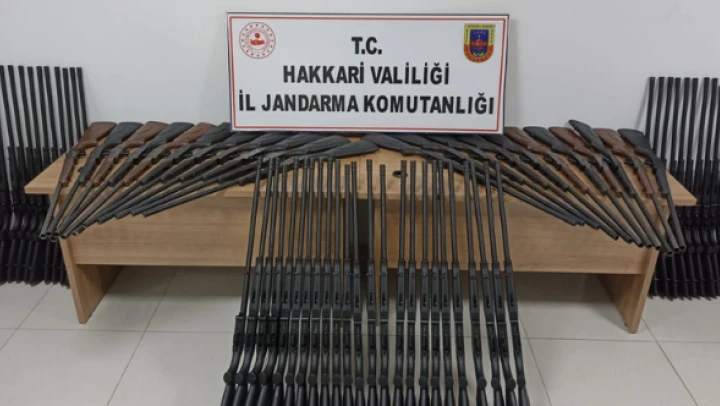 T.C.
HAKKARİ VALİLİĞİ
İL JANDARMA KOMUTANLIĞI